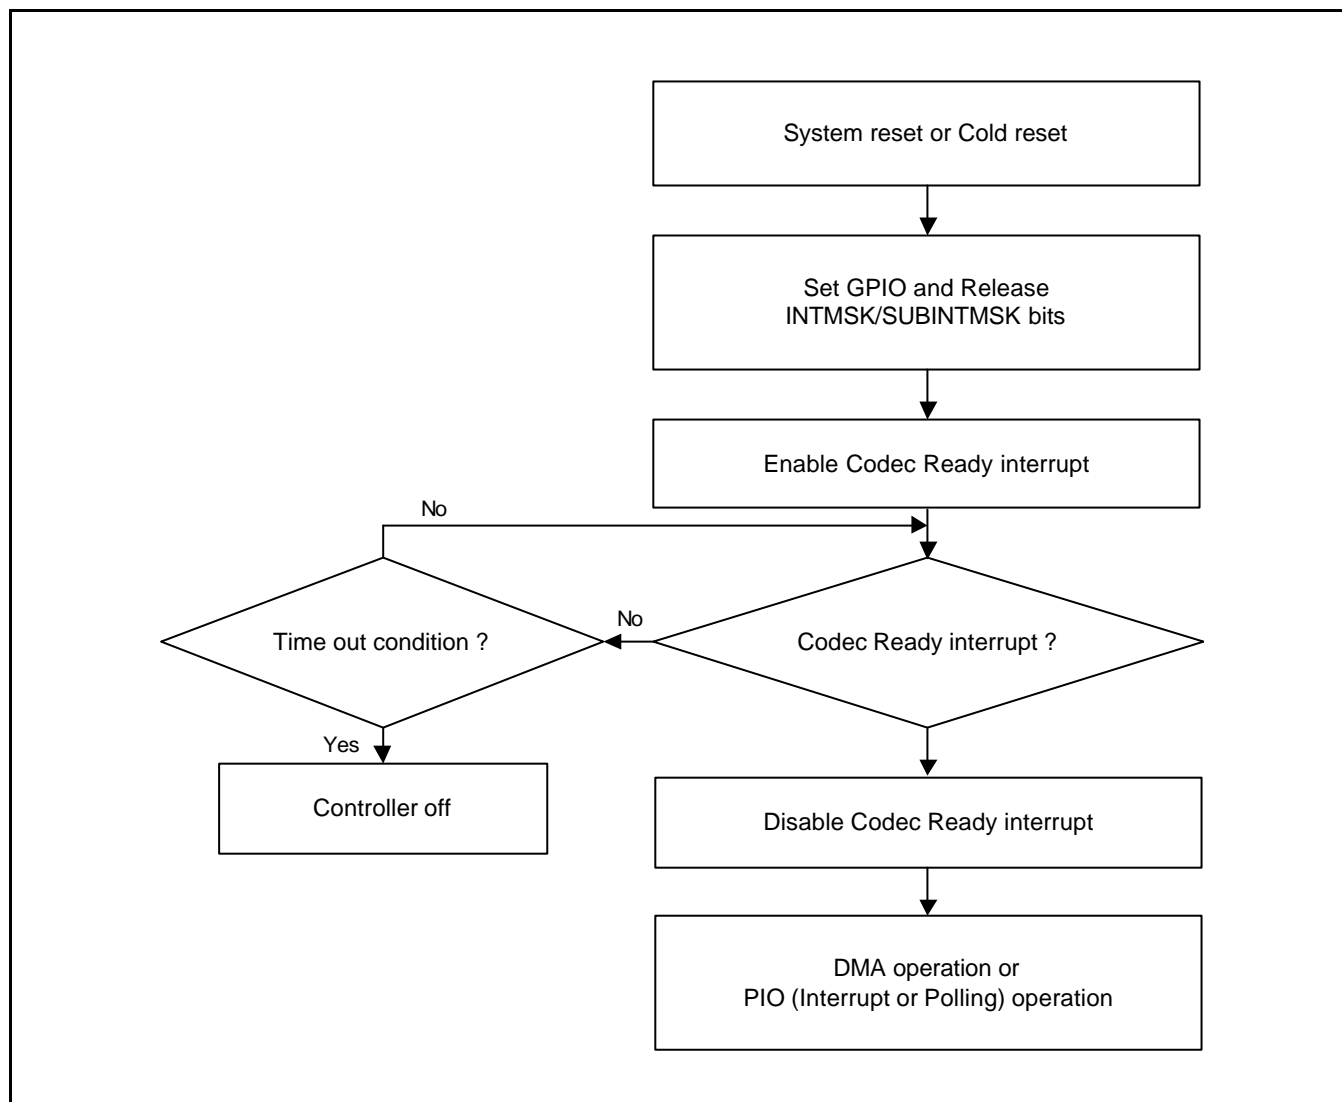 System reset or Cold reset
Set GPIO and Release
INTMSK/SUBINTMSK bits
Enable Codec Ready interrupt
No
Time out condition ?
No
Codec Ready interrupt ?
Yes
Controller off
Disable Codec Ready interrupt
DMA operation or
PIO (Interrupt or Polling) operation